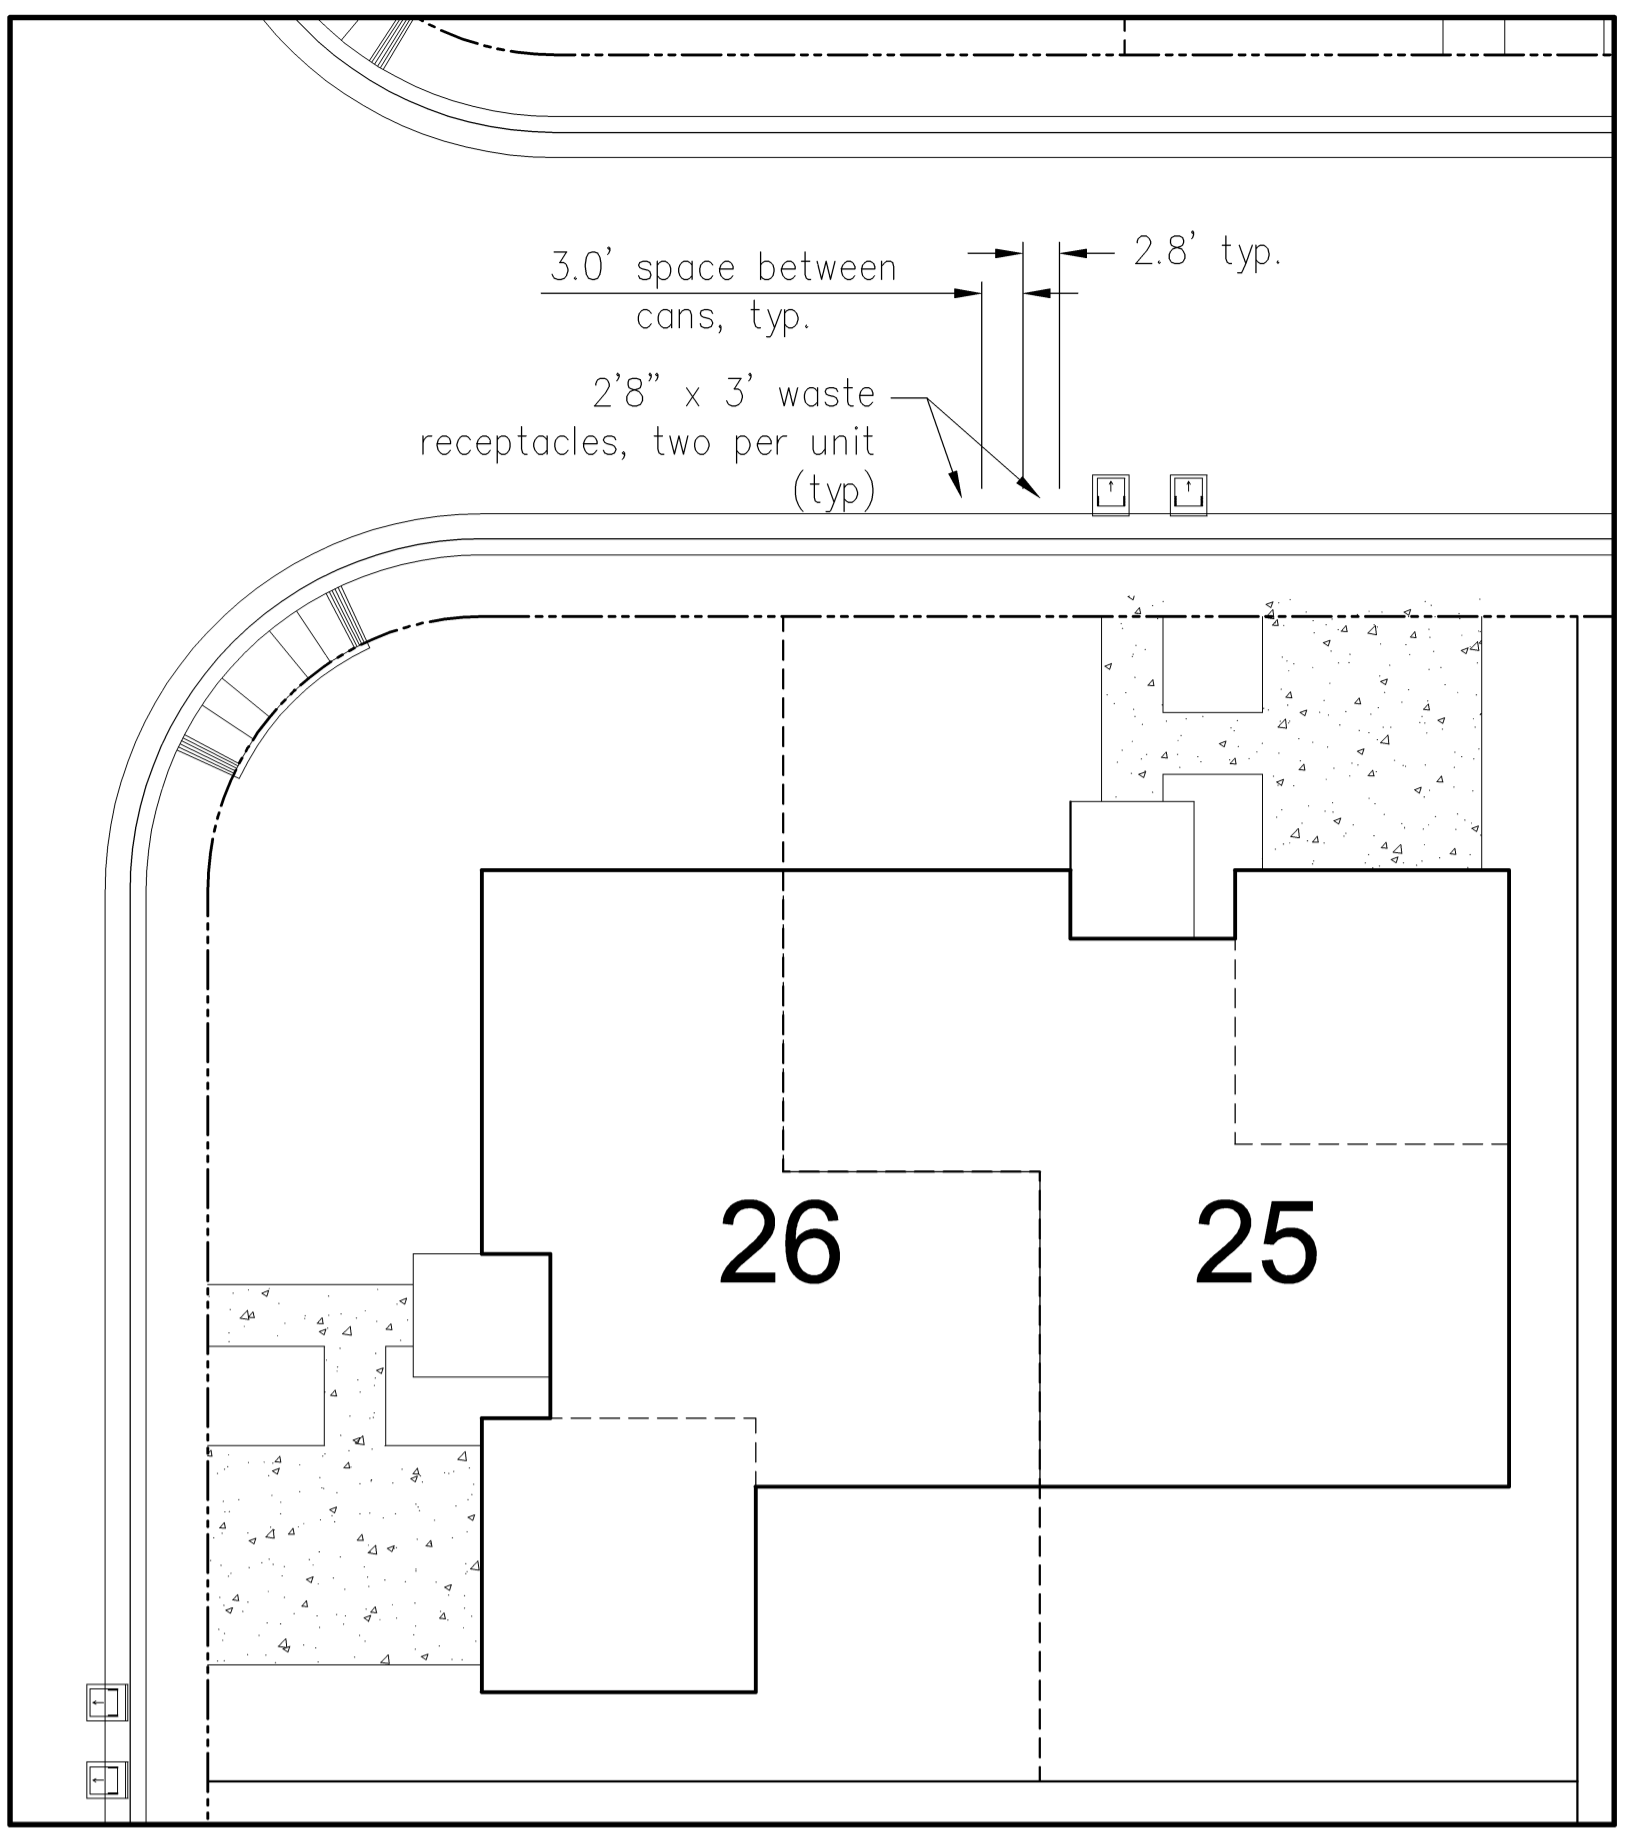 3.0' space between
cans, typ.
2.8' typ.
2'8" x 3' waste
receptacles, two per unit
(typ)
26
25